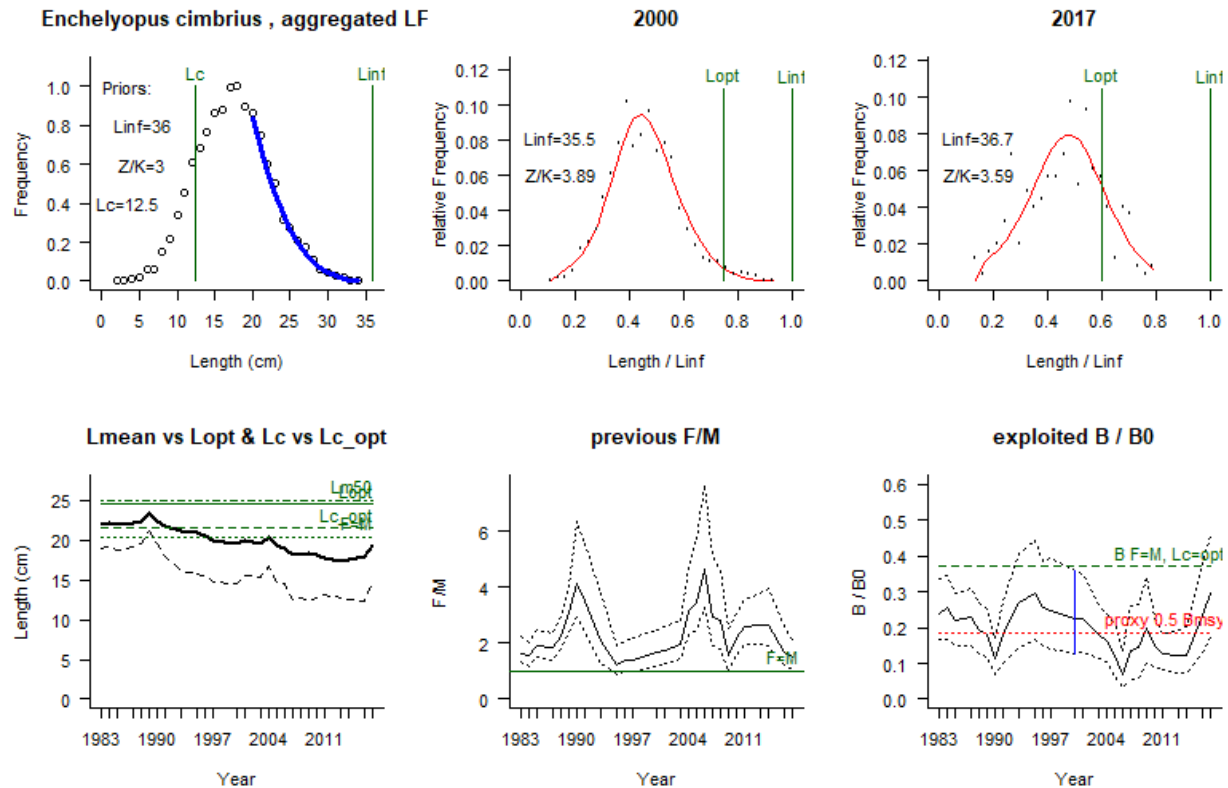 Enchelyopus cimbrius , aggregated LF
Frequency
1.0
0.8
0.6
0.4
0.2
0.0
Priors:
Linf=36
Z/K=3
Lc=12.5
Lc
Linf
0 5 10 15 20 25 30 35
Length (cm)
2000
relative Frequency
0.12
0.10
0.08
0.06
0.04
0.02
0.00
Linf=35.5
Z/K=3.89
Lopt
Linf
0.0 0.2 0.4 0.6 0.8 1.0
Length / Linf
2017
relative Frequency
0.12
0.10
0.08
0.06
0.04
0.02
0.00
Linf=36.7
Z/K=3.59
Lopt
Linf
0.0 0.2 0.4 0.6 0.8 1.0
Length / Linf
Lmean vs Lopt & Lc vs Lc_opt
Length (cm)
25
20
15
10
5
0
Lm50
Lopt
Lc_opt
F=M
1983 1990 1997 2004 2011
Year
previous F/M
F/M
6
4
2
0
F=M
1983 1990 1997 2004 2011
Year
exploited B / B0
B / B0
0.6
0.5
0.4
0.3
0.2
0.1
0.0
B F=M, Lc=opt
proxy 0.5 Bmsy
1983 1990 1997 2004 2011
Year